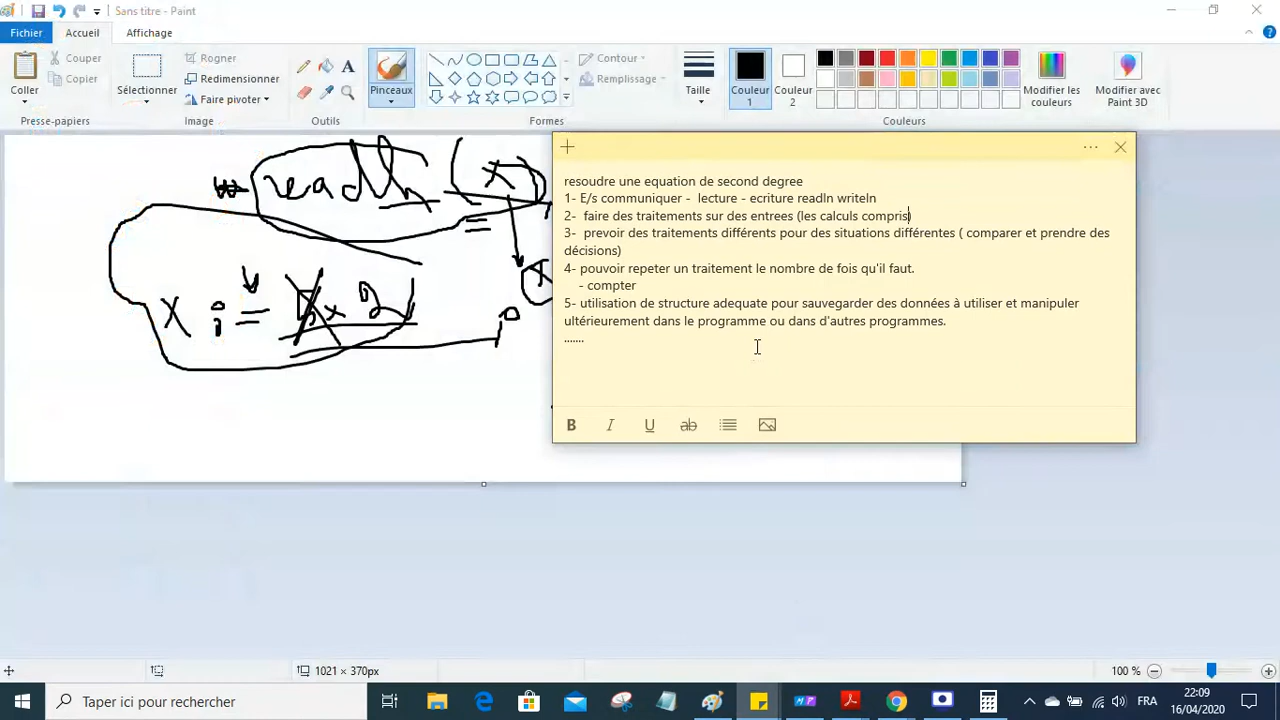 Sans titre - Paint
Fichier Accueil Affichage
Couper
Copier
Coller
Presse-papiers
Sélectionner
Rogner
Redimensionner
Faire pivoter
Image
A
Outils
Pinceaux
Contour
Remplissage
Formes
Taille
Couleur 1
Couleur 2
Modifier les couleurs
Couleurs
Modifier avec Paint 3D
readln (x)
x := x 2
resoudre une equation de second degree
1- E/s communiquer - lecture - ecriture readln writeln
2- faire des traitements sur des entrees (les calculs compris)
3- prevoir des traitements différents pour des situations différentes ( comparer et prendre des
décisions)
4- pouvoir repeter un traitement le nombre de fois qu'il faut.
- compter
5- utilisation de structure adequate pour sauvegarder des données à utiliser et manipuler
ultérieurement dans le programme ou dans d'autres programmes.
.......
B I U ab
1021 × 370px
100 %
Taper ici pour rechercher
FRA
22:09
16/04/2020